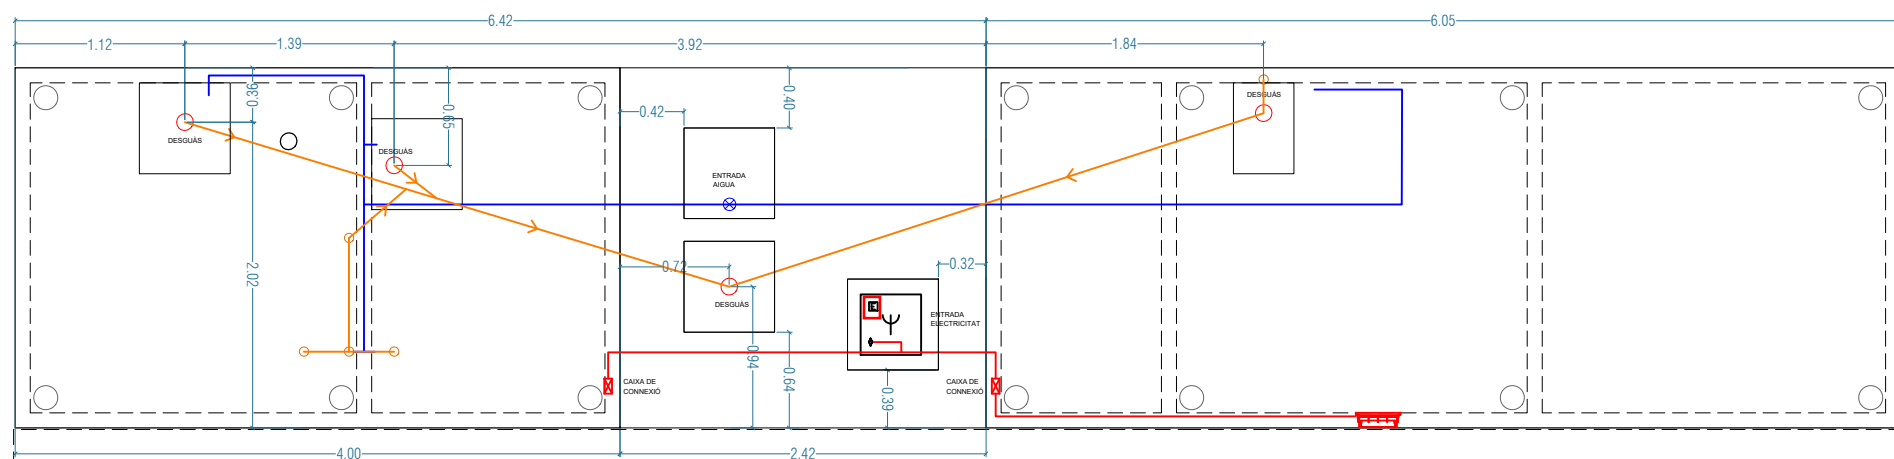 6.42
6.05
1.12
1.39
3.92
1.84
0.36
0.65
0.42
0.40
DESGUÀS
DESGUÀS
DESGUÀS
ENTRADA
AIGUA
2.02
0.72
0.32
DESGUÀS
E
ENTRADA
ELECTRICITAT
0.94
0.64
0.39
CAIXA DE
CONNEXIÓ
CAIXA DE
CONNEXIÓ
4.00
2.42